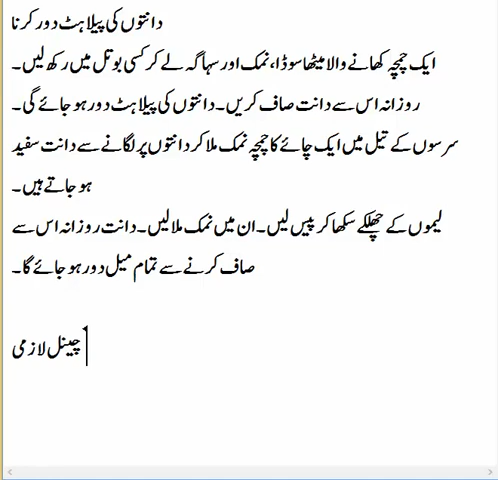 دانتوں کی پیلاہٹ دور کرنا
ایک چمچہ کھانے والا میٹھا سوڈا، نمک اور سہاگہ لے کر کسی بوتل میں رکھ لیں۔
روزانہ اس سے دانت صاف کریں۔ دانتوں کی پیلاہٹ دور ہو جائے گی۔
سرسوں کے تیل میں ایک چائے کا چمچہ نمک ملا کر دانتوں پر لگانے سے دانت سفید
ہو جاتے ہیں۔
لیموں کے چھلکے سکھا کر پیس لیں۔ ان میں نمک ملا لیں۔ دانت روزانہ اس سے
صاف کرنے سے تمام میل دور ہو جائے گا۔
چینل لازمی